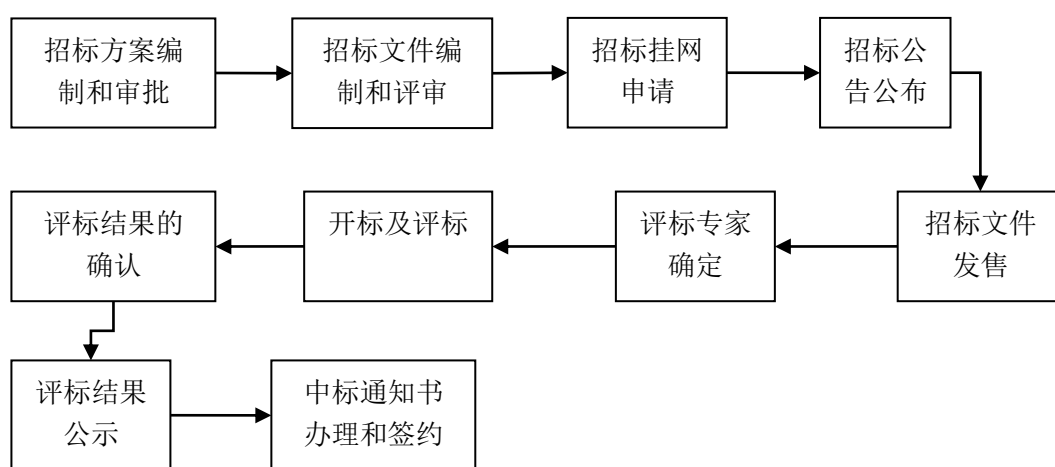 招标方案编
制和审批
招标文件编
制和评审
招标挂网
申请
招标公
告公布
招标文件
发售
评标专家
确定
开标及评标
评标结果的
确认
评标结果
公示
中标通知书
办理和签约